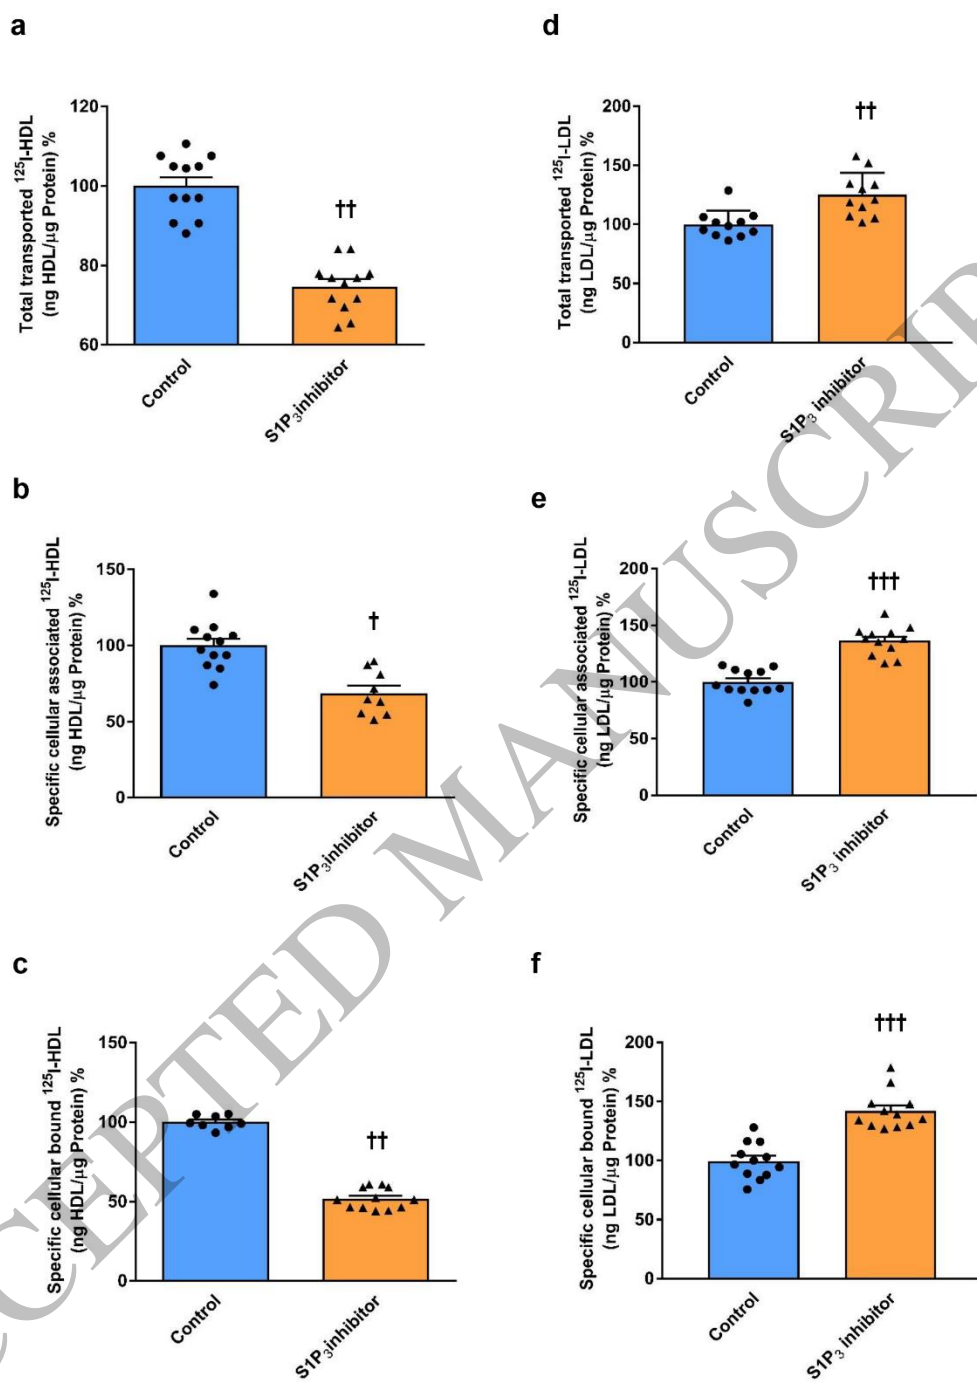 a
Total transported ¹²⁵I-HDL
(ng HDL/µg Protein) %
120
100
80
60
††
Control
S1P₃inhibitor
d
Total transported ¹²⁵I-LDL
(ng LDL/µg Protein) %
200
150
100
50
0
††
Control
S1P₃ inhibitor
b
Specific cellular associated ¹²⁵I-HDL
(ng HDL/µg Protein) %
150
100
50
0
†
Control
S1P₃inhibitor
e
Specific cellular associated ¹²⁵I-LDL
(ng LDL/µg Protein) %
200
150
100
50
0
†††
Control
S1P₃ inhibitor
c
Specific cellular bound ¹²⁵I-HDL
(ng HDL/µg Protein) %
150
100
50
0
††
Control
S1P₃inhibitor
f
Specific cellular bound ¹²⁵I-LDL
(ng LDL/µg Protein) %
200
150
100
50
0
†††
Control
S1P₃ inhibitor
CCEPTED MANUSCRIP